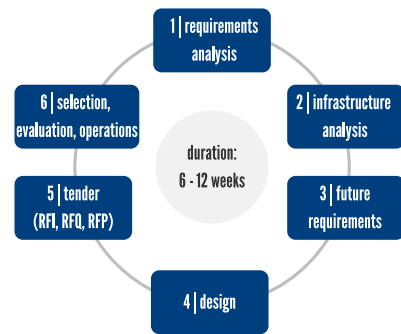 1 | requirements
analysis
2 | infrastructure
analysis
3 | future
requirements
4 | design
5 | tender
(RFI, RFQ, RFP)
6 | selection,
evaluation, operations
duration:
6 - 12 weeks